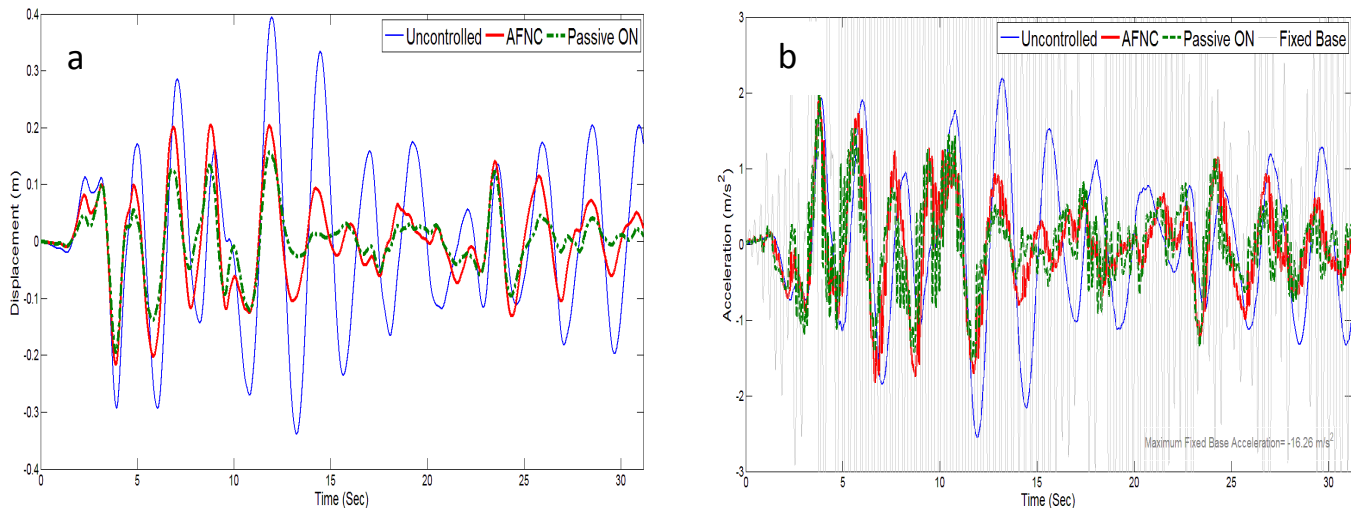 a
Uncontrolled AFNC Passive ON
Displacement (m)
0.4
0.3
0.2
0.1
0
-0.1
-0.2
-0.3
-0.4
0 5 10 15 20 25 30
Time (Sec)
b
Uncontrolled AFNC Passive ON Fixed Base
Acceleration (m/s²)
3
2
1
0
-1
-2
-3
Maximum Fixed Base Acceleration= -16.26 m/s²
0 5 10 15 20 25 30
Time (Sec)